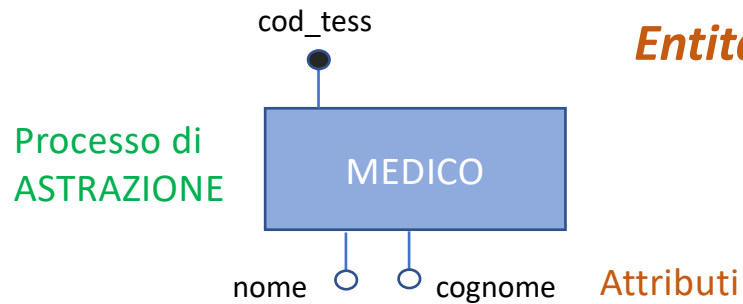 cod_tess
Processo di
ASTRAZIONE
MEDICO
nome
cognome
Attributi